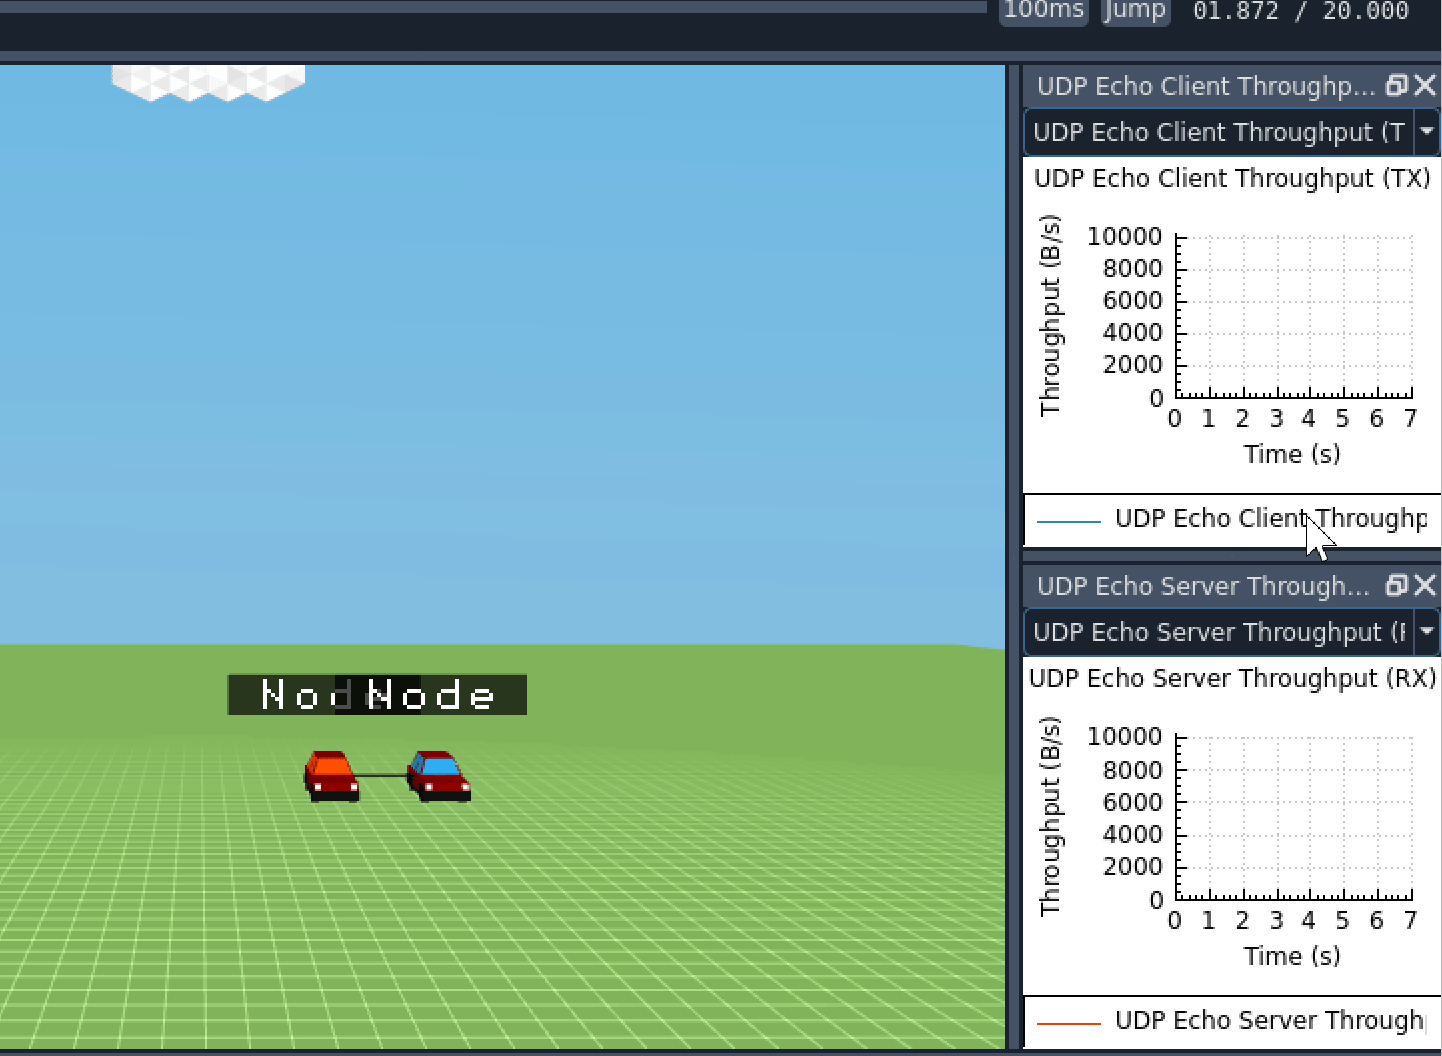 100ms Jump 01.872 / 20.000
UDP Echo Client Throughp...
UDP Echo Client Throughput (T
UDP Echo Client Throughput (TX)
Throughput (B/s)
10000
8000
6000
4000
2000
0
0 1 2 3 4 5 6 7
Time (s)
UDP Echo Client Throughp
UDP Echo Server Through...
UDP Echo Server Throughput (
UDP Echo Server Throughput (RX)
Throughput (B/s)
10000
8000
6000
4000
2000
0
0 1 2 3 4 5 6 7
Time (s)
UDP Echo Server Through
Nod Node